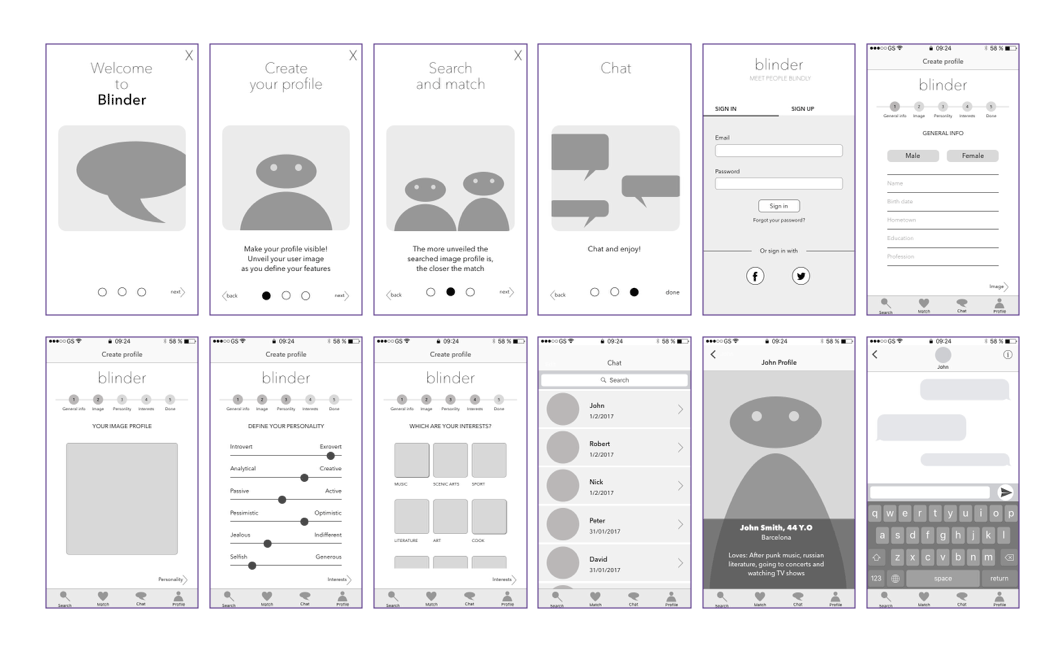 X
Welcome
to
Blinder
next
X
Create
your profile
Make your profile visible!
Unveil your user image
as you define your features
back
next
X
Search
and match
The more unveiled the
searched image profile is,
the closer the match
back
next
Chat
Chat and enjoy!
back
done
blinder
MEET PEOPLE BLINDLY
SIGN IN SIGN UP
Email
Password
Sign in
Forgot your password?
Or sign in with
GS 09:24 58 %
Create profile
blinder
1 2 3 4 5
General info Image Personlity Interests Done
GENERAL INFO
Male Female
Name
Birth date
Hometown
Education
Profession
Image
Search Match Chat Profile
GS 09:24 58 %
Create profile
blinder
1 2 3 4 5
General info Image Personlity Interests Done
YOUR IMAGE PROFILE
Personality
Search Match Chat Profile
GS 09:24 58 %
Create profile
blinder
1 2 3 4 5
General info Image Personlity Interests Done
DEFINE YOUR PERSONALITY
Introvert Exrovert
Analytical Creative
Passive Active
Pessimistic Optimistic
Jealous Indifferent
Selfish Generous
Interests
Search Match Chat Profile
GS 09:24 58 %
Create profile
blinder
1 2 3 4 5
General info Image Personlity Interests Done
WHICH ARE YOUR INTERESTS?
MUSIC SCENIC ARTS SPORT
LITERATURE ART COOK
Interests
Search Match Chat Profile
GS 09:24 58 %
Chat
Search
John
1/2/2017
Robert
1/2/2017
Nick
1/2/2017
Peter
31/01/2017
David
31/01/2017
Search Match Chat Profile
GS 09:24 58 %
John Profile
John Smith, 44 Y.O
Barcelona
Loves: After punk music, russian
literature, going to concerts and
watching TV shows
Search Match Chat Profile
GS 09:24 58 %
John
q w e r t y u i o p
a s d f g h j k l
z x c v b n m
123 space return